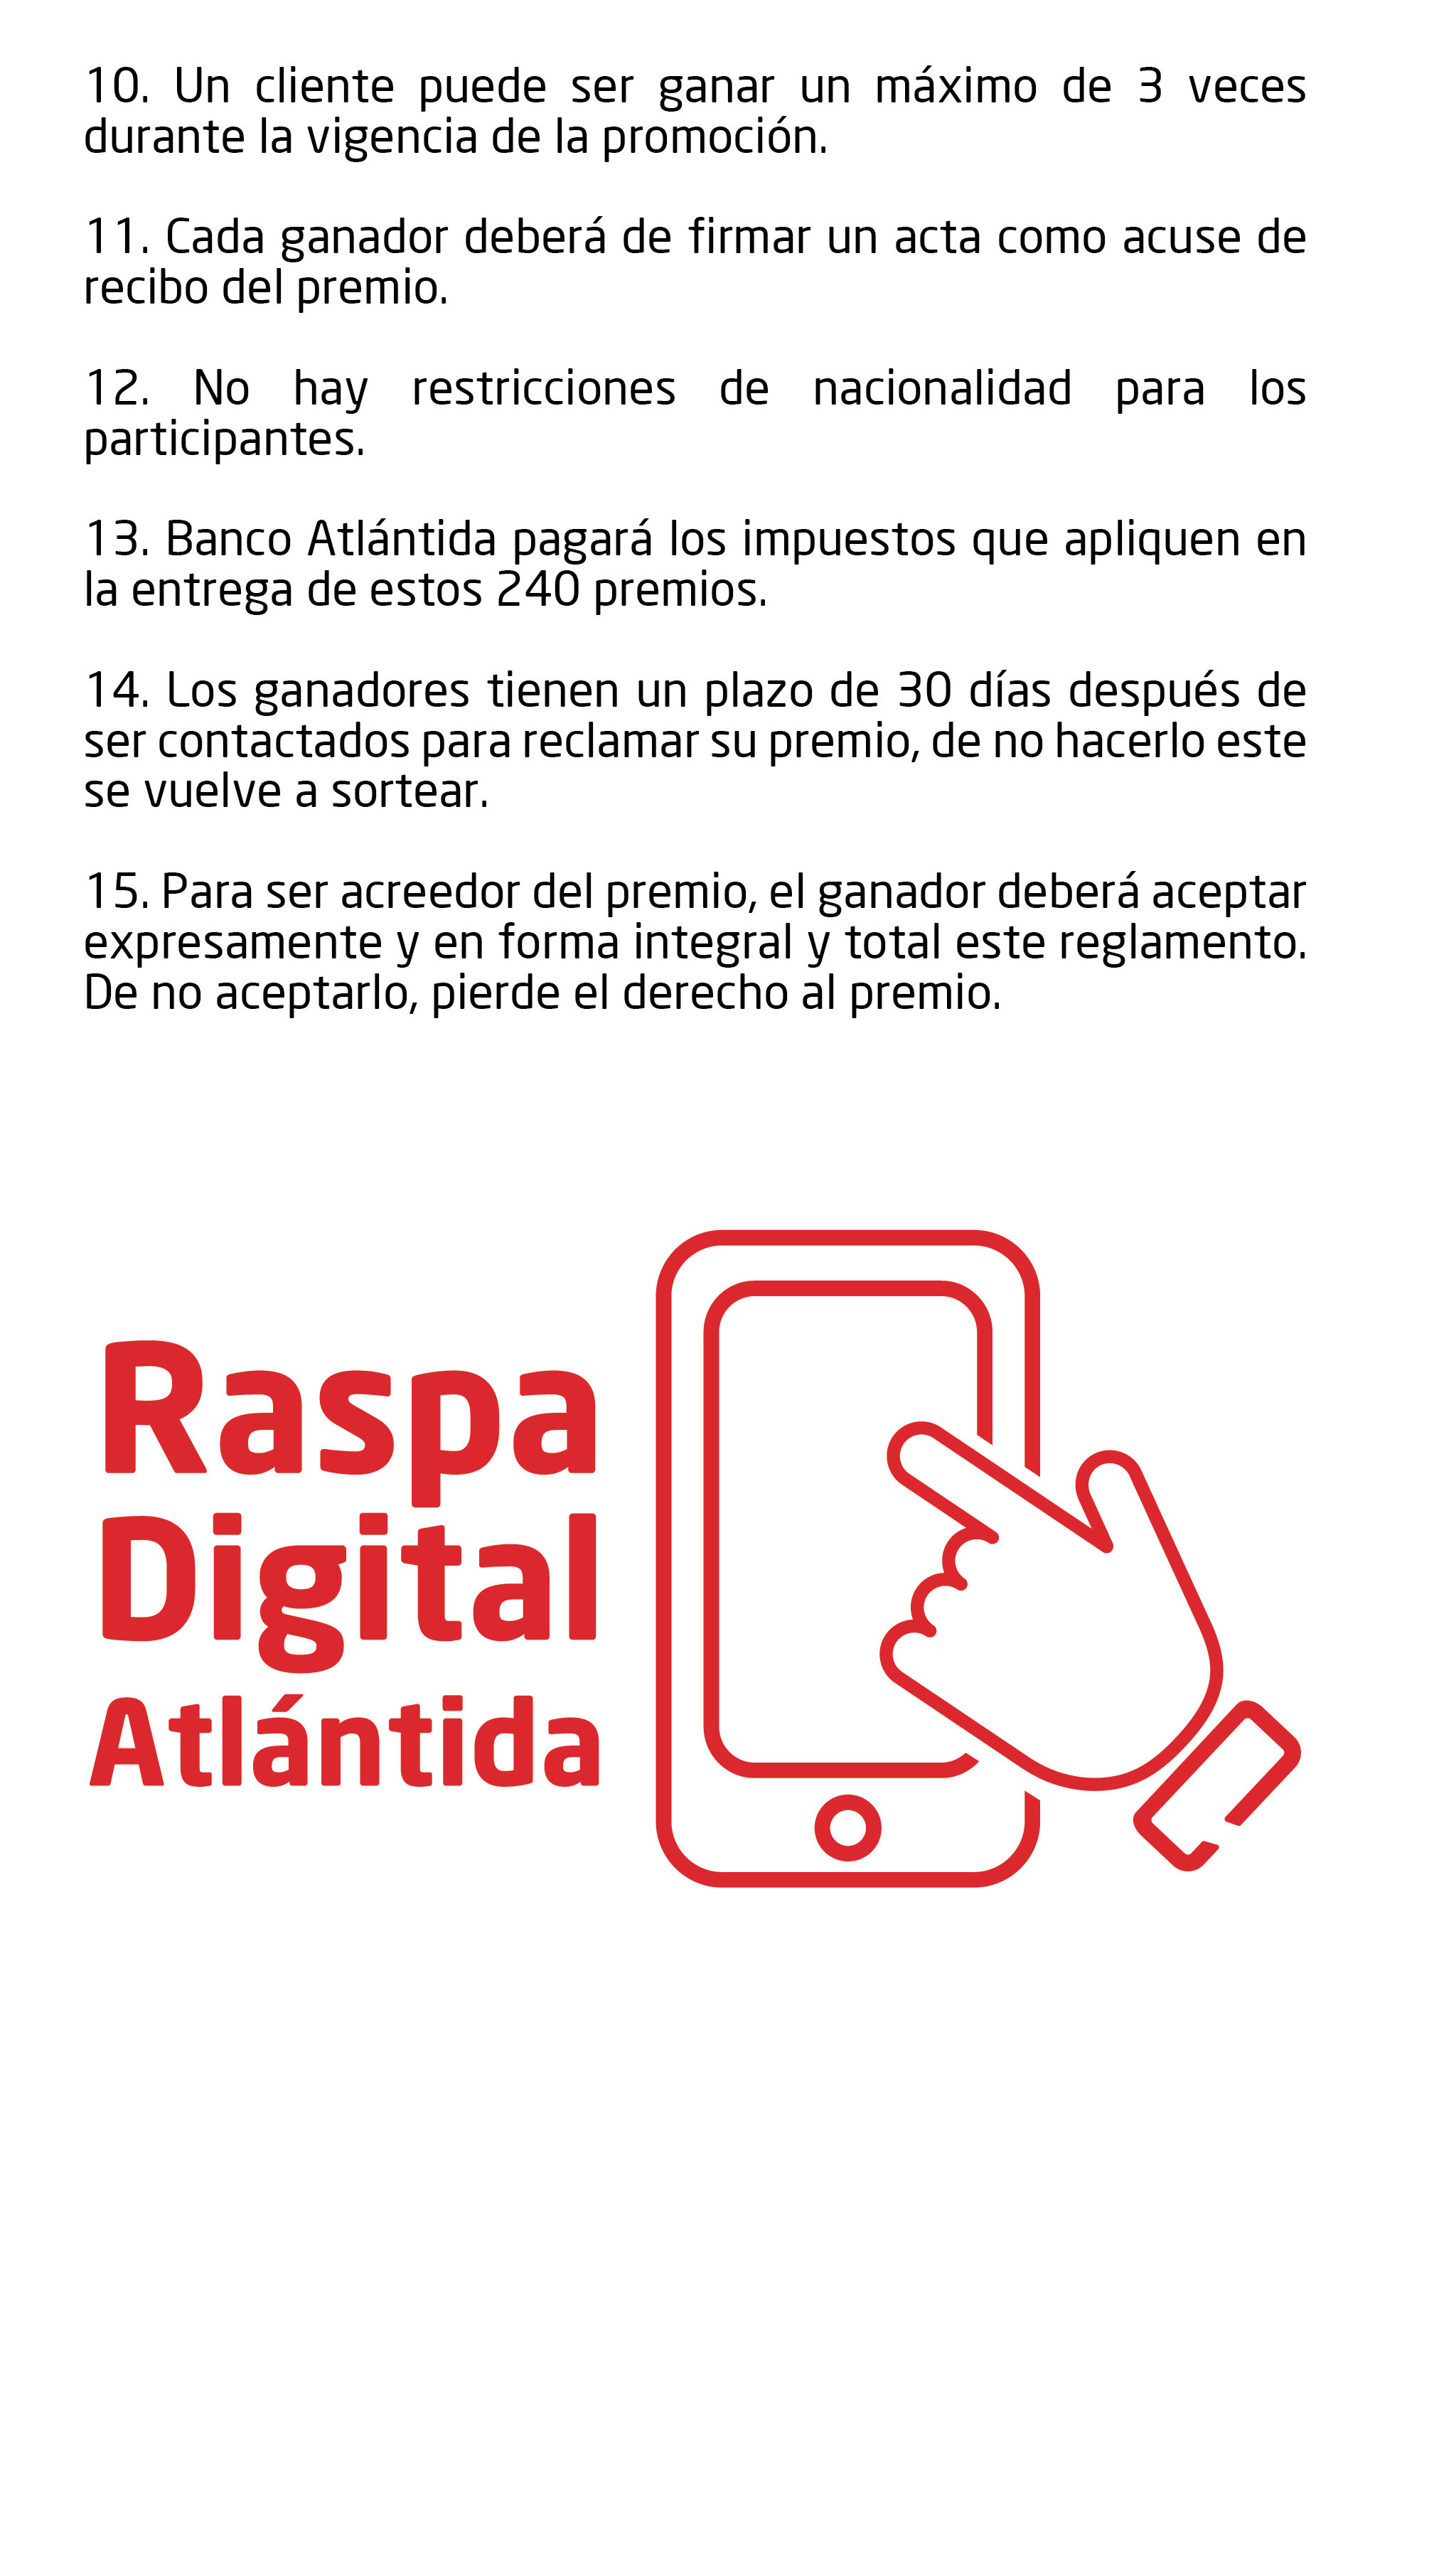 10. Un cliente puede ser ganar un máximo de 3 veces
durante la vigencia de la promoción.
11. Cada ganador deberá de firmar un acta como acuse de
recibo del premio.
12. No hay restricciones de nacionalidad para los
participantes.
13. Banco Atlántida pagará los impuestos que apliquen en
la entrega de estos 240 premios.
14. Los ganadores tienen un plazo de 30 días después de
ser contactados para reclamar su premio, de no hacerlo este
se vuelve a sortear.
15. Para ser acreedor del premio, el ganador deberá aceptar
expresamente y en forma integral y total este reglamento.
De no aceptarlo, pierde el derecho al premio.
Raspa
Digital
Atlántida